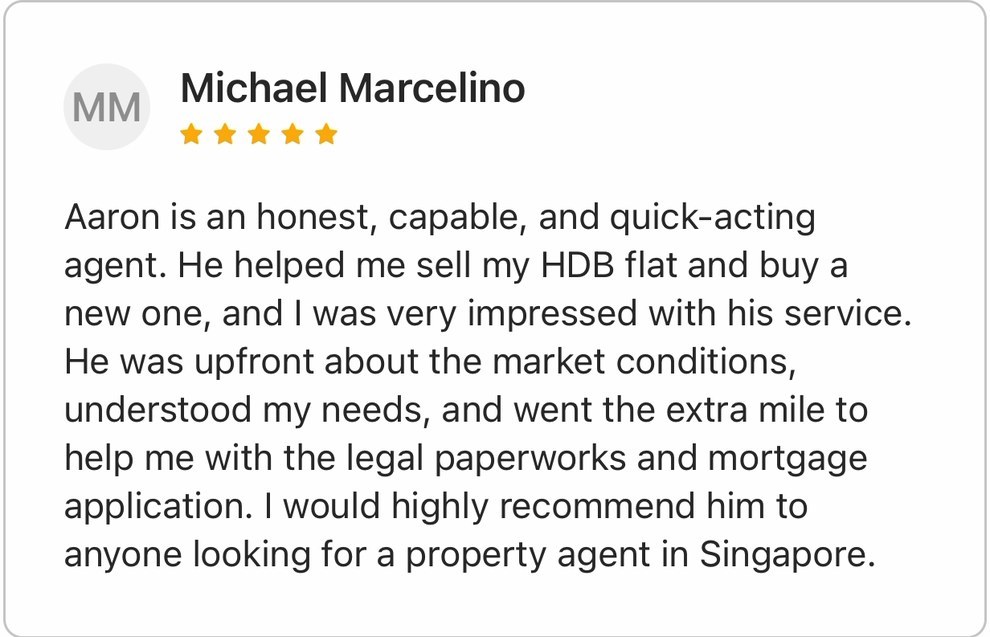 MM
Michael Marcelino
Aaron is an honest, capable, and quick-acting
agent. He helped me sell my HDB flat and buy a
new one, and I was very impressed with his service.
He was upfront about the market conditions,
understood my needs, and went the extra mile to
help me with the legal paperworks and mortgage
application. I would highly recommend him to
anyone looking for a property agent in Singapore.